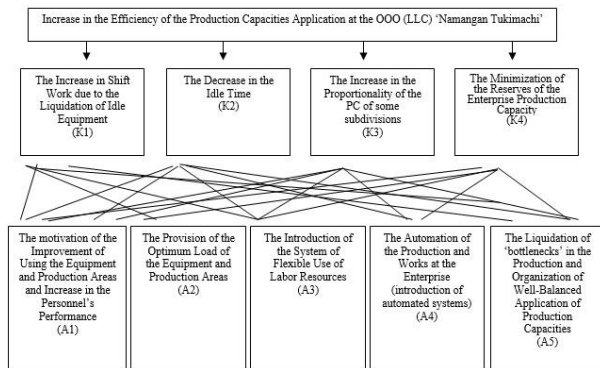 Increase in the Efficiency of the Production Capacities Application at the OOO (LLC) ‘Namangan Tukimachi’
The Increase in Shift
Work due to the
Liquidation of Idle
Equipment
(K1)
The Decrease in the
Idle Time
(K2)
The Increase in the
Proportionality of the
PC of some
subdivisions
(K3)
The Minimization of
the Reserves of the
Enterprise Production
Capacity
(K4)
The motivation of the
Improvement of
Using the Equipment
and Production Areas
and Increase in the
Personnel’s
Performance
(A1)
The Provision of the
Optimum Load of
the Equipment and
Production Areas
(A2)
The Introduction of
the System of
Flexible Use of
Labor Resources
(A3)
The Automation of
the Production and
Works at the
Enterprise
(introduction of
automated systems)
(A4)
The Liquidation of
‘bottlenecks’ in the
Production and
Organization of
Well-Balanced
Application of
Production
Capacities
(A5)